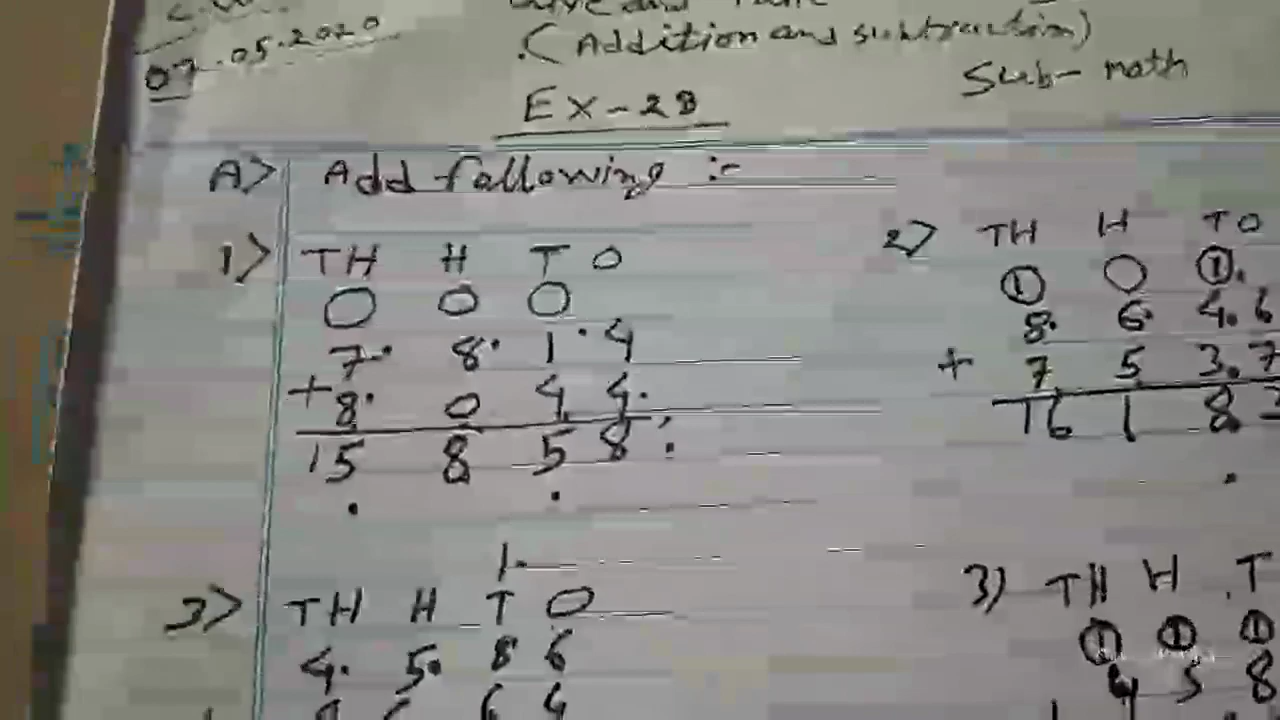 07.05.2020
(Addition and subtraction)
Sub- math
EX-2B
A> Add following :-
1> TH H T O
0 0 0
7 8 1 4
+ 8 0 4 4
15 8 5 8
2> TH H T O
1 0 1
8 6 4 6
+ 7 5 3 7
16 1 8 3
1
3> TH H T O
4 5 8 6
3) TH H T
1 1 1
4 5 8